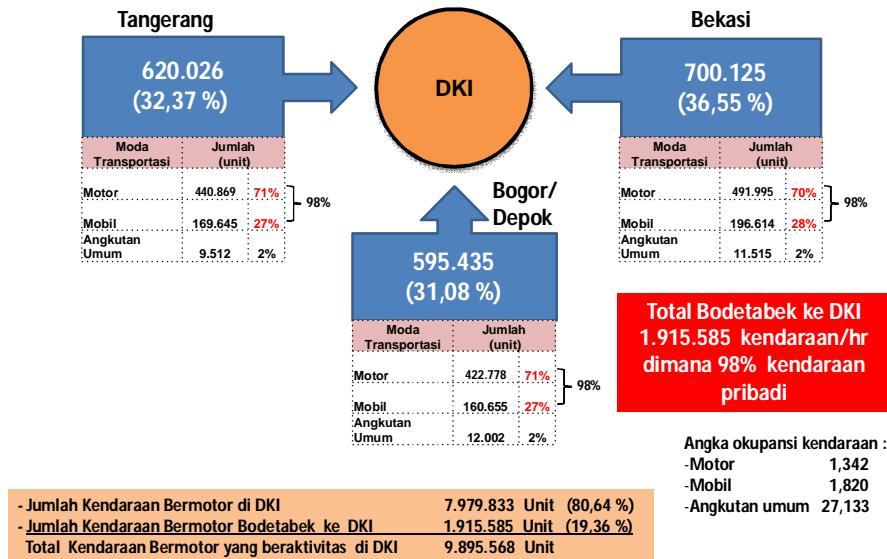 Tangerang
620.026
(32,37 %)
Moda Transportasi Jumlah (unit)
Motor 440.869 71%
Mobil 169.645 27%
98%
Angkutan Umum 9.512 2%
DKI
Bekasi
700.125
(36,55 %)
Moda Transportasi Jumlah (unit)
Motor 491.995 70%
Mobil 196.614 28%
98%
Angkutan Umum 11.515 2%
Bogor/
Depok
595.435
(31,08 %)
Moda Transportasi Jumlah (unit)
Motor 422.778 71%
Mobil 160.655 27%
98%
Angkutan Umum 12.002 2%
Total Bodetabek ke DKI
1.915.585 kendaraan/hr
dimana 98% kendaraan
pribadi
Angka okupansi kendaraan :
-Motor 1,342
-Mobil 1,820
-Angkutan umum 27,133
- Jumlah Kendaraan Bermotor di DKI 7.979.833 Unit (80,64 %)
- Jumlah Kendaraan Bermotor Bodetabek ke DKI 1.915.585 Unit (19,36 %)
Total Kendaraan Bermotor yang beraktivitas di DKI 9.895.568 Unit